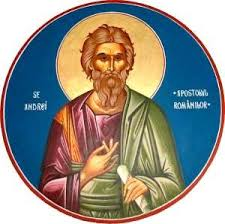 SF
ANDREI
APOSTOLUL
ROMÂNILOR